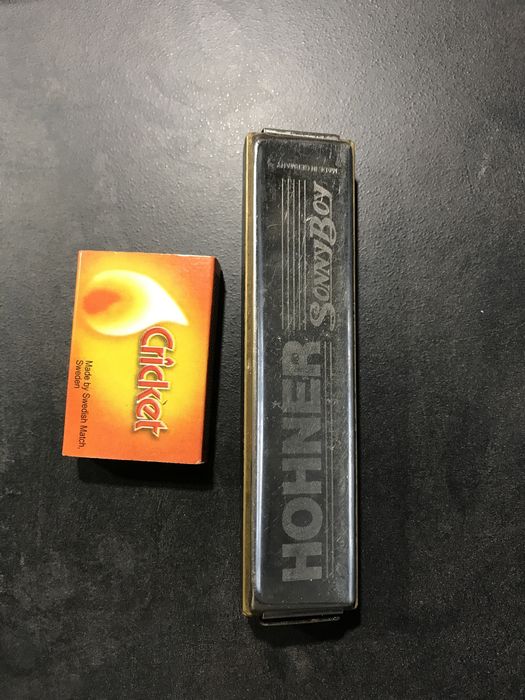 Cricket
Made by Swedish Match,
Sweden
HOHNER SONNYBOY
MADE IN GERMANY